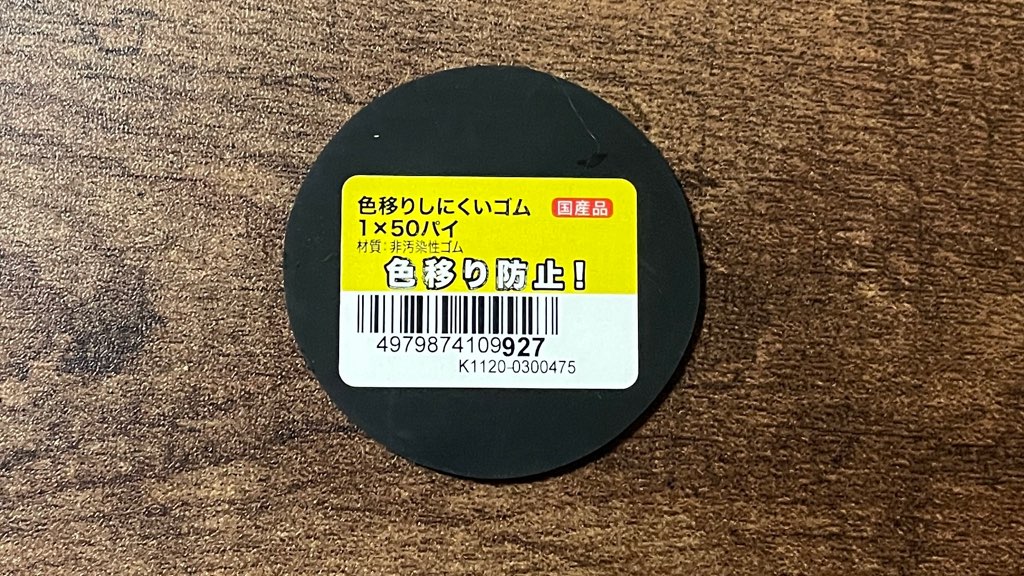 色移りしにくいゴム 国産品
1×50パイ
材質:非汚染性ゴム
色移り防止!
4979874109927
K1120-0300475